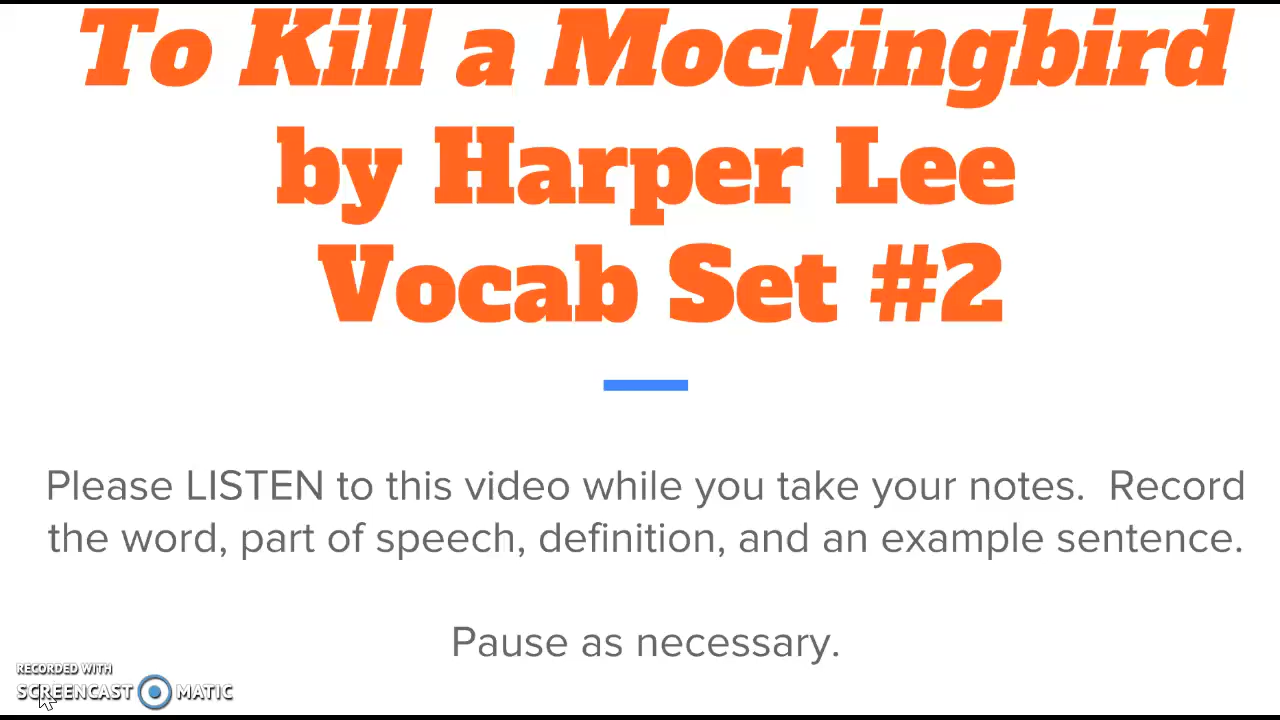 To Kill a Mockingbird
by Harper Lee
Vocab Set #2
Please LISTEN to this video while you take your notes.  Record
the word, part of speech, definition, and an example sentence.
Pause as necessary.
RECORDED WITH
SCREENCAST MATIC